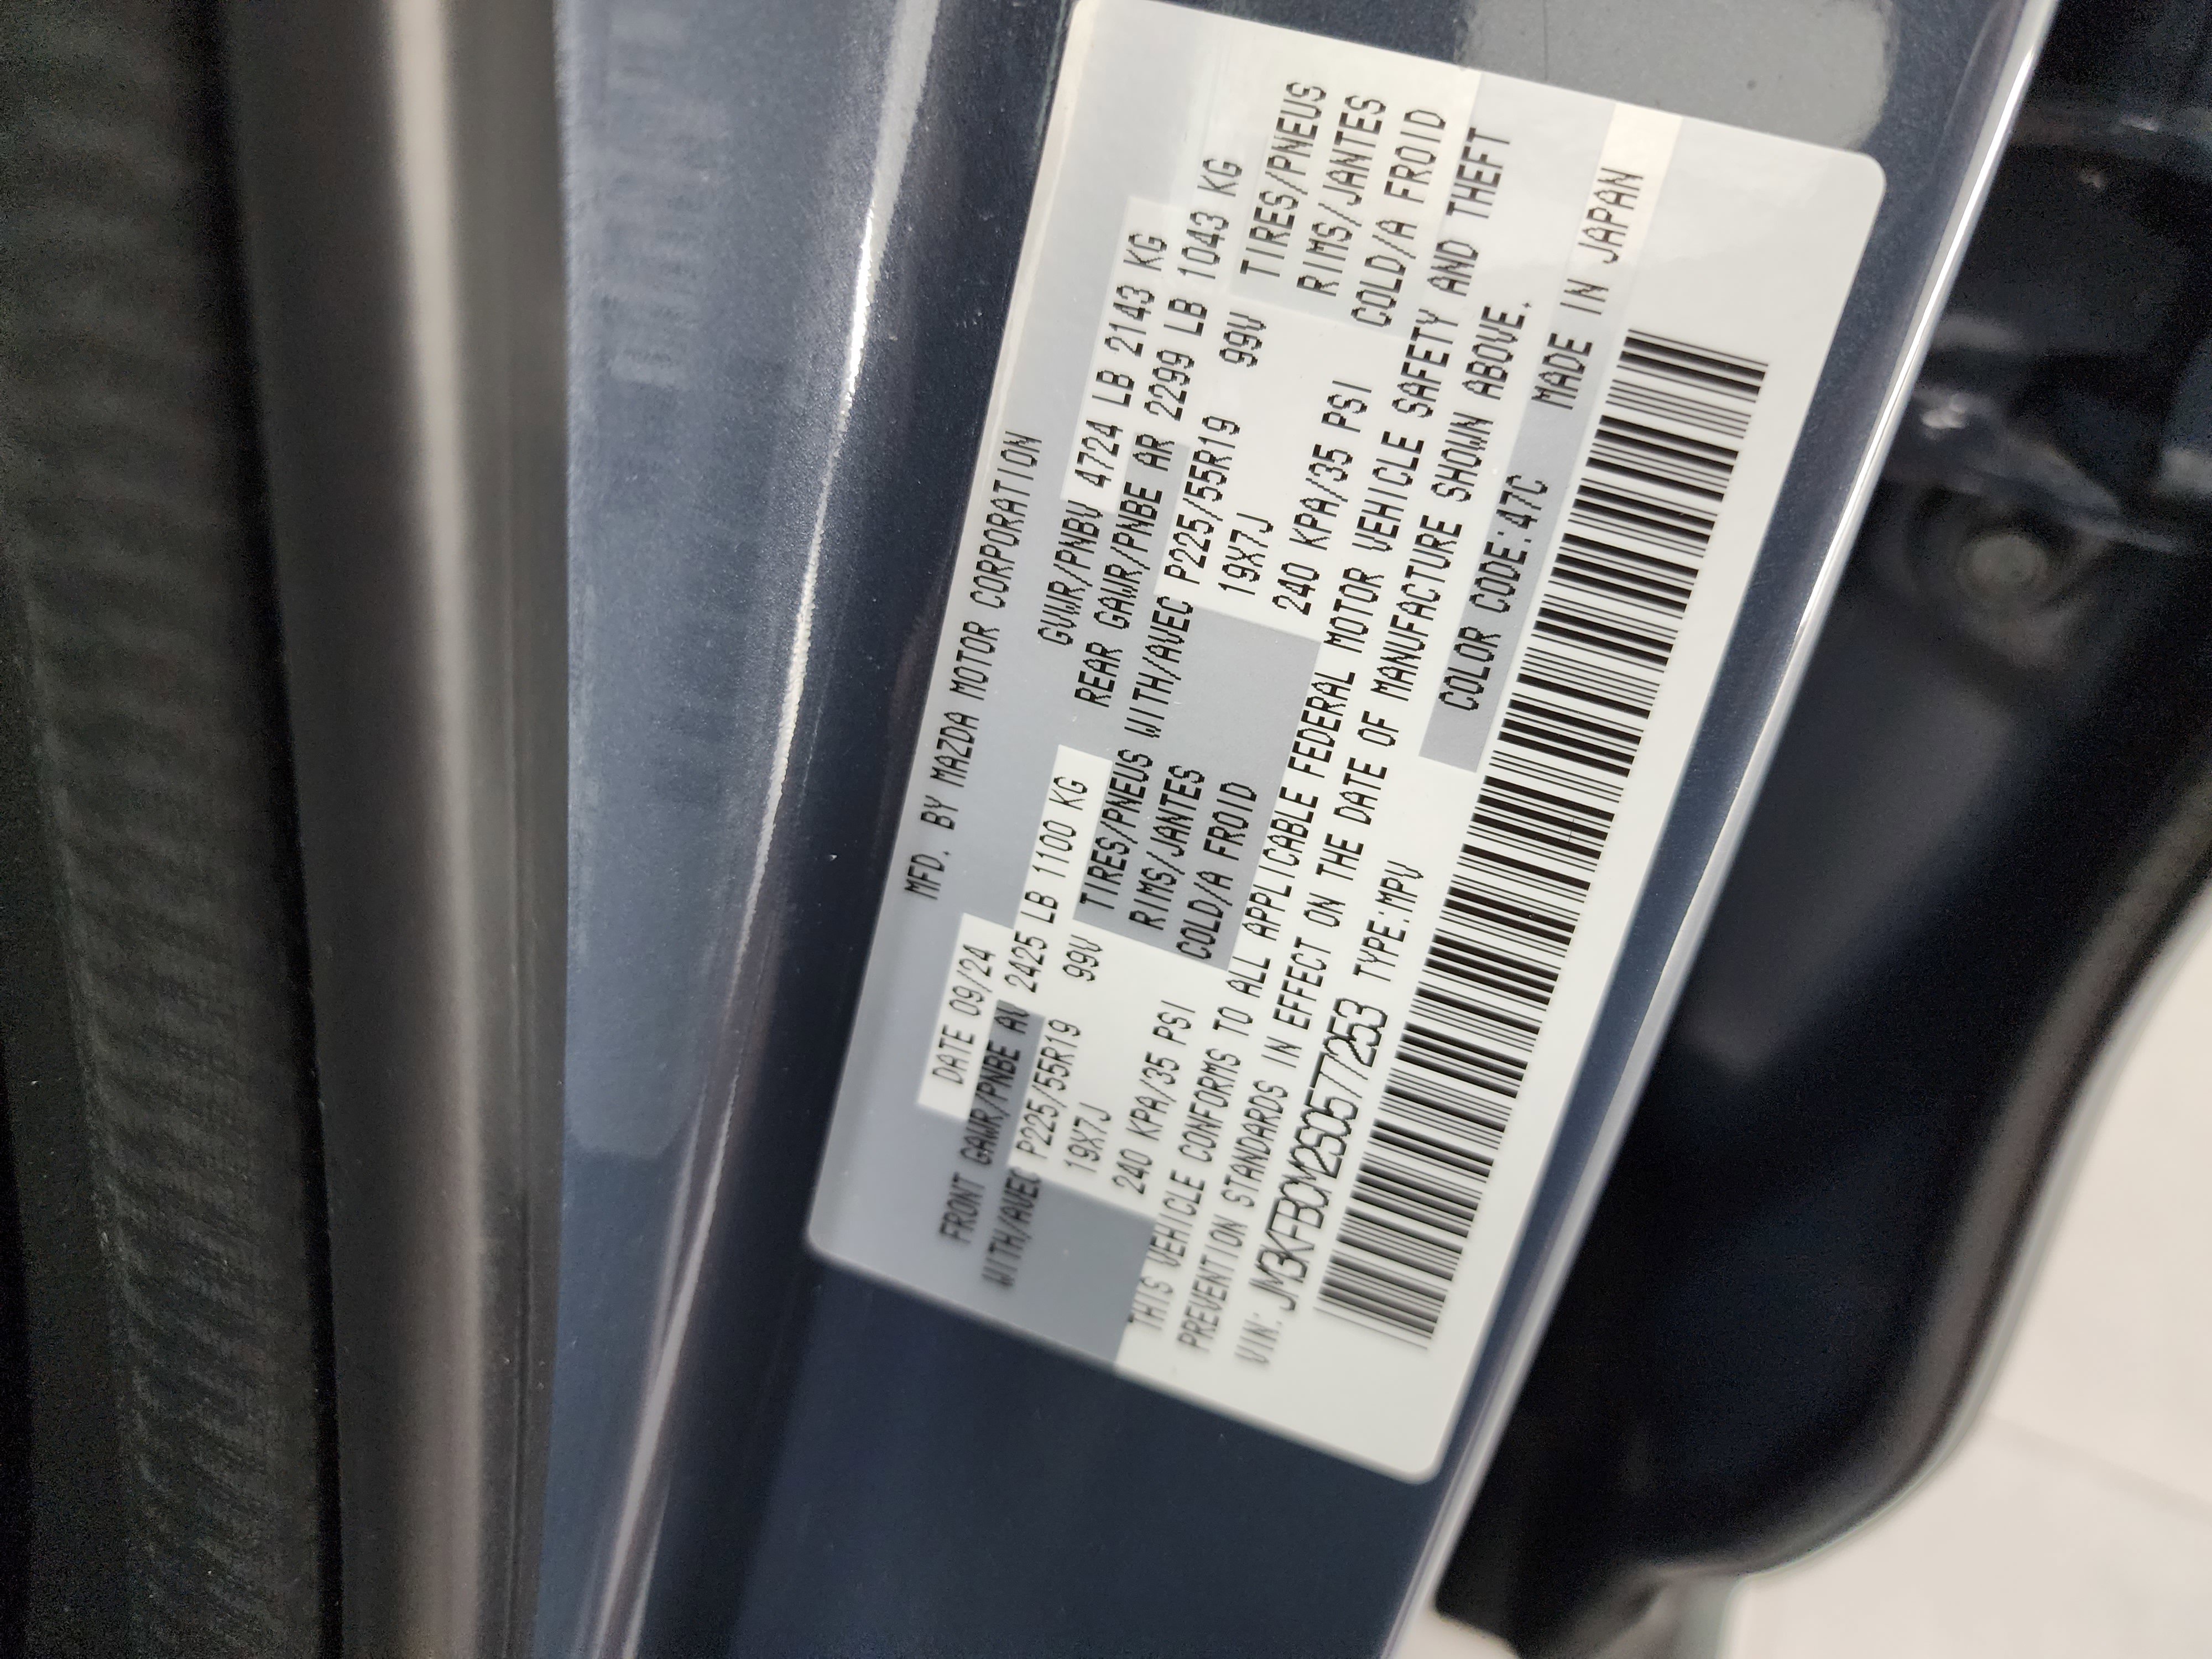 MFD. BY MAZDA MOTOR CORPORATION
DATE 09/24 GVWR/PNBV 4724 LB 2143 KG
FRONT GAWR/PNBE AV 2425 LB 1100 KG REAR GAWR/PNBE AR 2299 LB 1043 KG
WITH/AVEC P225/55R19 99V TIRES/PNEUS WITH/AVEC P225/55R19 99V TIRES/PNEUS
19X7J RIMS/JANTES 19X7J RIMS/JANTES
240 KPA/35 PSI COLD/A FROID 240 KPA/35 PSI COLD/A FROID
THIS VEHICLE CONFORMS TO ALL APPLICABLE FEDERAL MOTOR VEHICLE SAFETY AND THEFT
PREVENTION STANDARDS IN EFFECT ON THE DATE OF MANUFACTURE SHOWN ABOVE.
VIN: JM3KFBCM2S0577253 TYPE:MPV COLOR CODE:47C MADE IN JAPAN